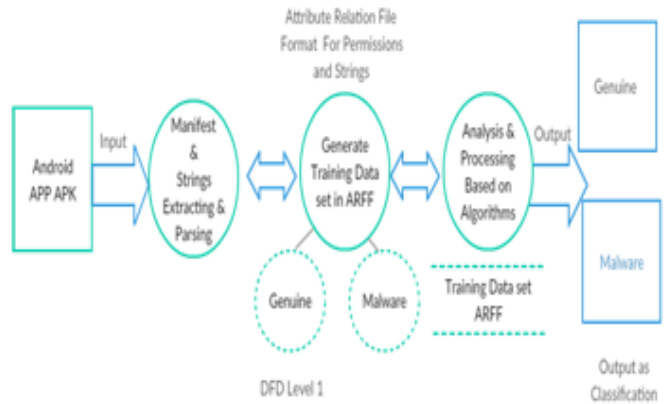 Attribute Relation File
Format For Permissions
and Strings
Android
APP APK
Input
Manifest
&
Strings
Extracting &
Parsing
Generate
Training Data
set in ARFF
Analysis &
Processing
Based on
Algorithms
Output
Genuine
Malware
Genuine
Malware
Training Data set
ARFF
DFD Level 1
Output as
Classification